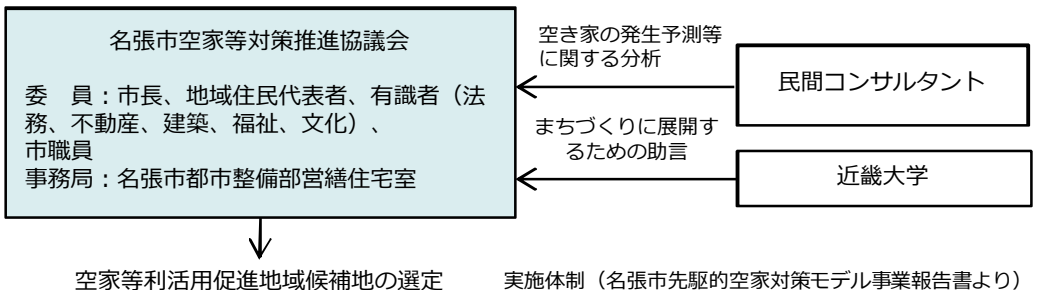 名張市空家等対策推進協議会
委　員：市長、地域住民代表者、有識者（法
務、不動産、建築、福祉、文化）、
市職員
事務局：名張市都市整備部営繕住宅室
空き家の発生予測等
に関する分析
民間コンサルタント
まちづくりに展開す
るための助言
近畿大学
空家等利活用促進地域候補地の選定
実施体制（名張市先駆的空家対策モデル事業報告書より）